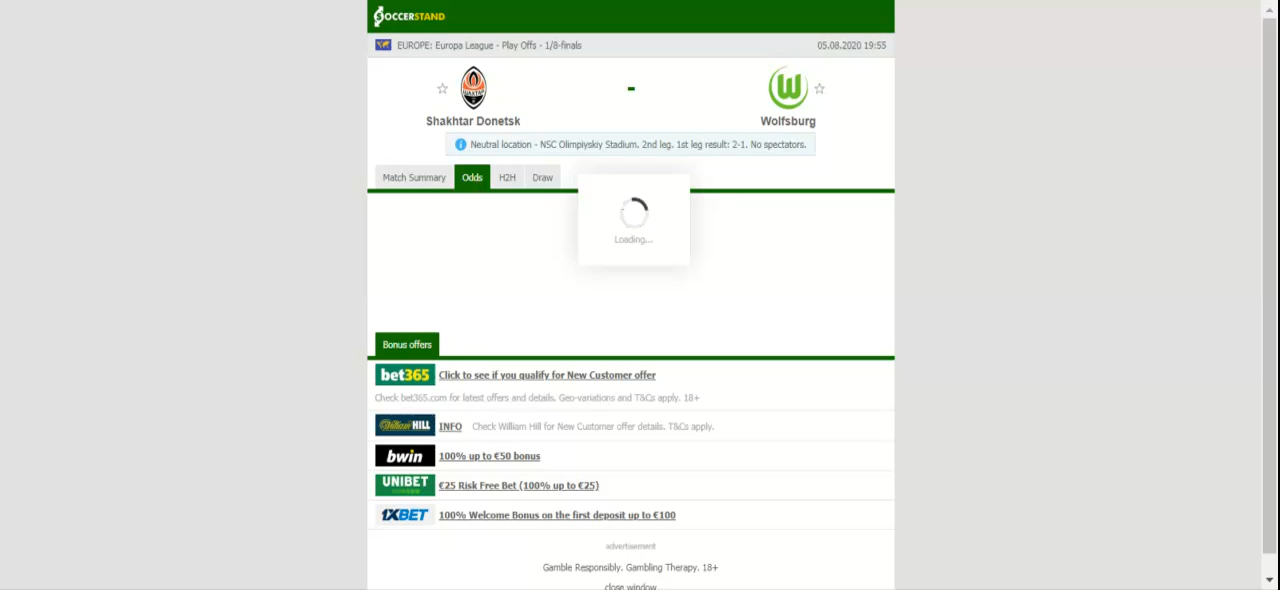 SOCCERSTAND
EUROPE: Europa League - Play Offs - 1/8-finals 05.08.2020 19:55
-
Shakhtar Donetsk Wolfsburg
Neutral location - NSC Olimpiyskiy Stadium. 2nd leg. 1st leg result: 2-1. No spectators.
Match Summary Odds H2H Draw
Loading...
Bonus offers
bet365 Click to see if you qualify for New Customer offer
Check bet365.com for latest offers and details. Geo-variations and T&Cs apply. 18+
William HILL INFO Check William Hill for New Customer offer details. T&Cs apply.
bwin 100% up to €50 bonus
UNIBET €25 Risk Free Bet (100% up to €25)
1XBET 100% Welcome Bonus on the first deposit up to €100
advertisement
Gamble Responsibly. Gambling Therapy. 18+
close window